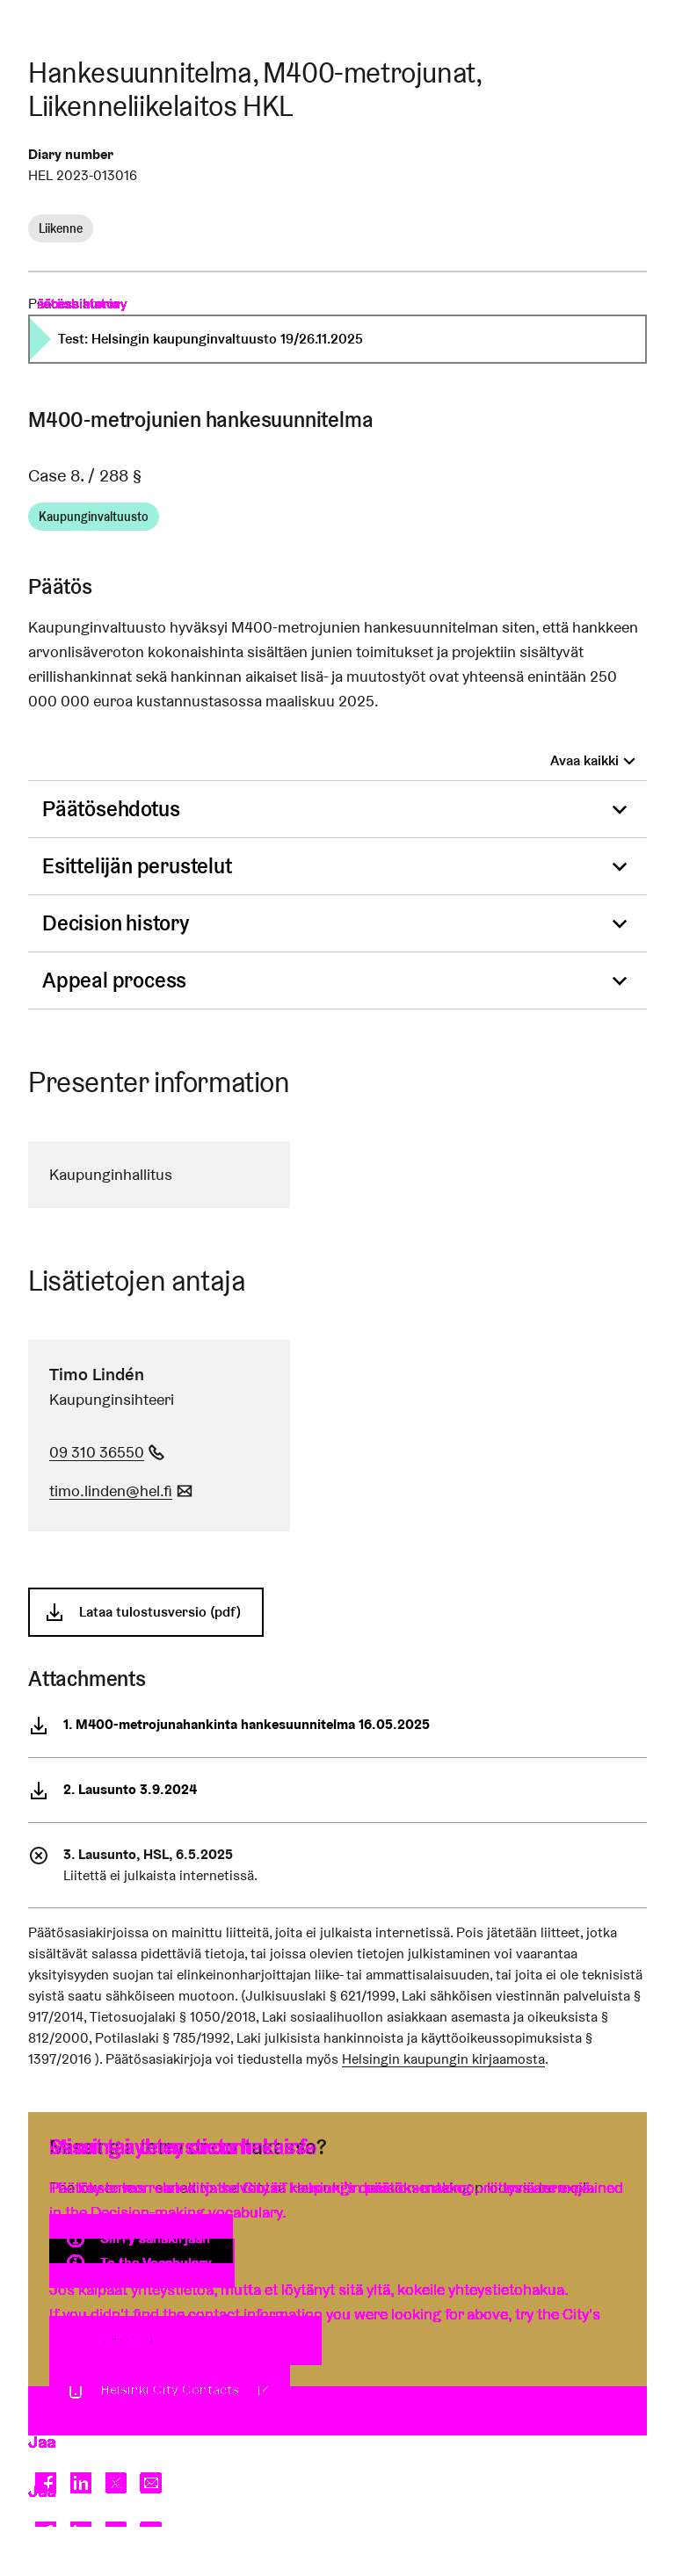 Hankesuunnitelma, M400-metrojunat,
Liikenneliikelaitos HKL
Diary number
HEL 2023-013016
Liikenne
Test: Helsingin kaupunginvaltuusto 19/26.11.2025
M400-metrojunien hankesuunnitelma
Case 8. / 288 §
Kaupunginvaltuusto
Päätös
Kaupunginvaltuusto hyväksyi M400-metrojunien hankesuunnitelman siten, että hankkeen
arvonlisäveroton kokonaishinta sisältäen junien toimitukset ja projektiin sisältyvät
erillishankinnat sekä hankinnan aikaiset lisä- ja muutostyöt ovat yhteensä enintään 250
000 000 euroa kustannustasossa maaliskuu 2025.
Avaa kaikki
Päätösehdotus
Esittelijän perustelut
Decision history
Appeal process
Presenter information
Kaupunginhallitus
Lisätietojen antaja
Timo Lindén
Kaupunginsihteeri
09 310 36550
timo.linden@hel.fi
Lataa tulostusversio (pdf)
Attachments
1. M400-metrojunahankinta hankesuunnitelma 16.05.2025
2. Lausunto 3.9.2024
3. Lausunto, HSL, 6.5.2025
Liitettä ei julkaista internetissä.
Päätösasiakirjoissa on mainittu liitteitä, joita ei julkaista internetissä. Pois jätetään liitteet, jotka
sisältävät salassa pidettäviä tietoja, tai joissa olevien tietojen julkistaminen voi vaarantaa
yksityisyyden suojan tai elinkeinonharjoittajan liike- tai ammattisalaisuuden, tai joita ei ole teknisistä
syistä saatu sähköiseen muotoon. (Julkisuuslaki § 621/1999, Laki sähköisen viestinnän palveluista §
917/2014, Tietosuojalaki § 1050/2018, Laki sosiaalihuollon asiakkaan asemasta ja oikeuksista §
812/2000, Potilaslaki § 785/1992, Laki julkisista hankinnoista ja käyttöoikeussopimuksista §
1397/2016 ). Päätösasiakirjoja voi tiedustella myös Helsingin kaupungin kirjaamosta.
in the Decision-making vocabulary.
Siirry sanakirjaan
To the Vocabulary
Jos kaipaat yhteystietoa, mutta et löytänyt sitä yltä, kokeile yhteystietohakua.
If you didn't find the contact information you were looking for above, try the City's
Helsinki City Contacts
Jaa
Jaa